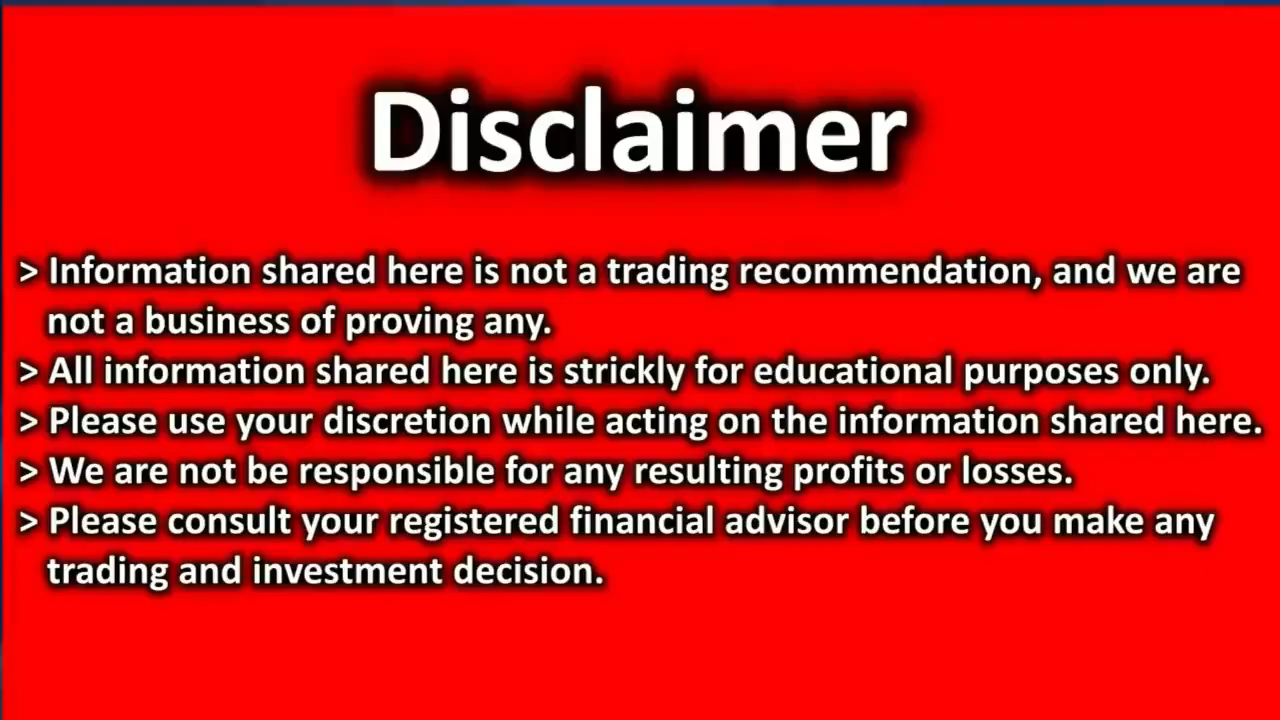 Disclaimer
> Information shared here is not a trading recommendation, and we are
not a business of proving any.
> All information shared here is strickly for educational purposes only.
> Please use your discretion while acting on the information shared here.
> We are not be responsible for any resulting profits or losses.
> Please consult your registered financial advisor before you make any
trading and investment decision.